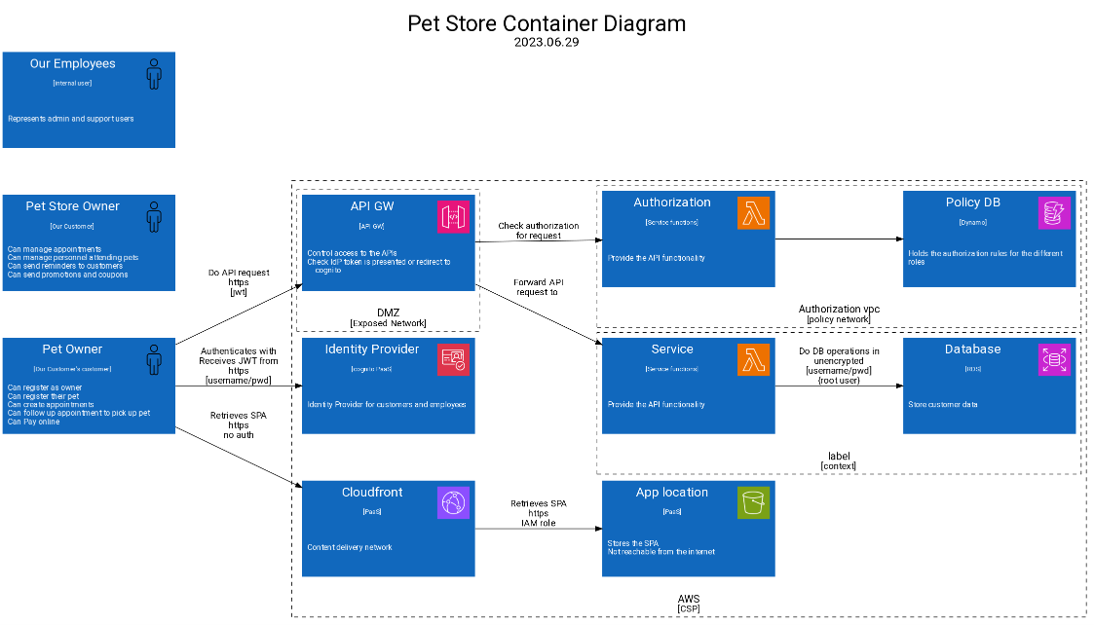 Pet Store Container Diagram
2023.06.29
Our Employees
[Internal user]
Represents admin and support users
Pet Store Owner
[Our Customer]
Can manage appointments
Can manage personnel attending pets
Can send reminders to customers
Can send promotions and coupons
Pet Owner
[Our Customer's customer]
Can register as owner
Can register their pet
Can create appointments
Can follow up appointment to pick up pet
Can Pay online
Do API request
https
[jwt]
Authenticates with
Receives JWT from
https
[username/pwd]
Retrieves SPA
https
no auth
API GW
[API GW]
Control access to the APIs
Check IdP token is presented or redirect to
cognito
DMZ
[Exposed Network]
Identity Provider
[cognito PaaS]
Identity Provider for customers and employees
Cloudfront
[PaaS]
Content delivery network
Check authorization
for request
Forward API
request to
Retrieves SPA
https
IAM role
Authorization
[Service functions]
Provide the API functionality
Policy DB
[Dynamo]
Holds the authorization rules for the different
roles
Authorization vpc
[policy network]
Service
[Service functions]
Provide the API functionality
Do DB operations in
unencrypted
[username/pwd]
(root user)
Database
[RDS]
Store customer data
label
[context]
App location
[PaaS]
Stores the SPA
Not reachable from the internet
AWS
[CSP]